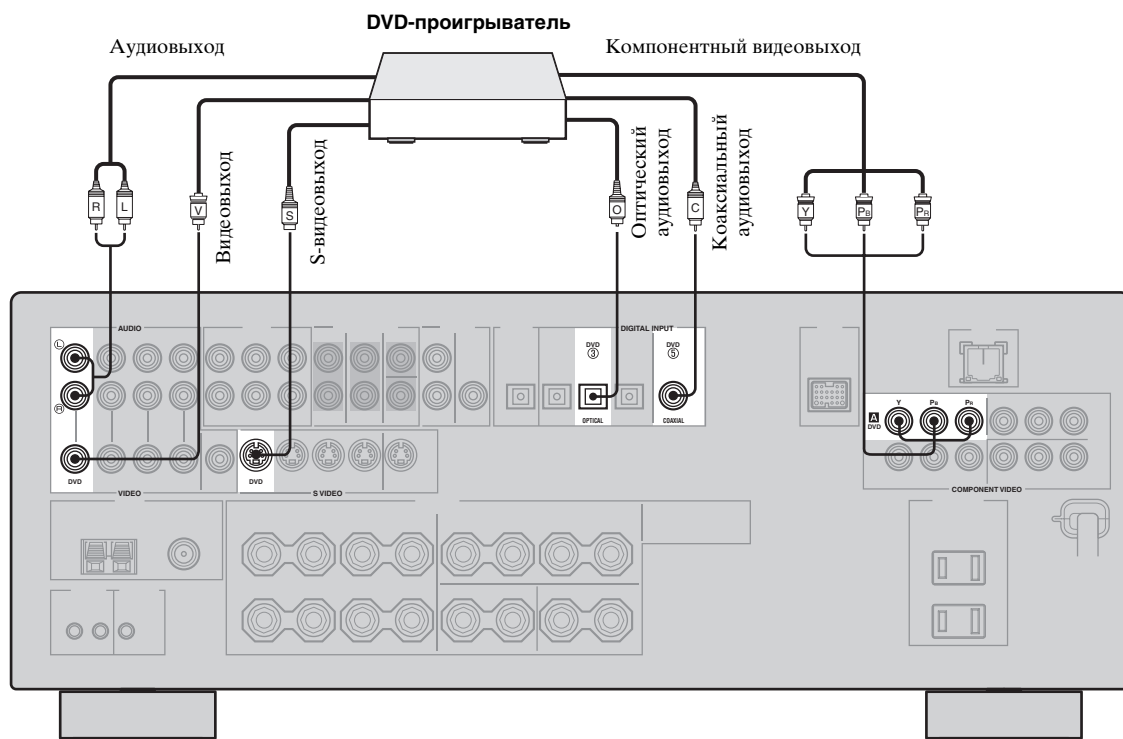 DVD-проигрыватель
Аудиовыход
Компонентный видеовыход
Видеовыход
S-видеовыход
Оптический
аудиовыход
Коаксиальный
аудиовыход
R
L
V
S
O
C
Y
PB
PR
AUDIO
DIGITAL INPUT
L
R
DVD
③
DVD
⑤
OPTICAL
COAXIAL
A
DVD
Y
PB
PR
DVD
DVD
VIDEO
S VIDEO
COMPONENT VIDEO